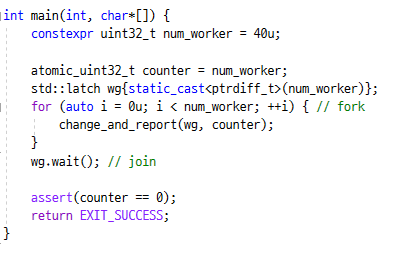 int main(int, char*[]) {
    constexpr uint32_t num_worker = 40u;

    atomic_uint32_t counter = num_worker;
    std::latch wg{static_cast<ptrdiff_t>(num_worker)};
    for (auto i = 0u; i < num_worker; ++i) { // fork
        change_and_report(wg, counter);
    }
    wg.wait(); // join

    assert(counter == 0);
    return EXIT_SUCCESS;
}